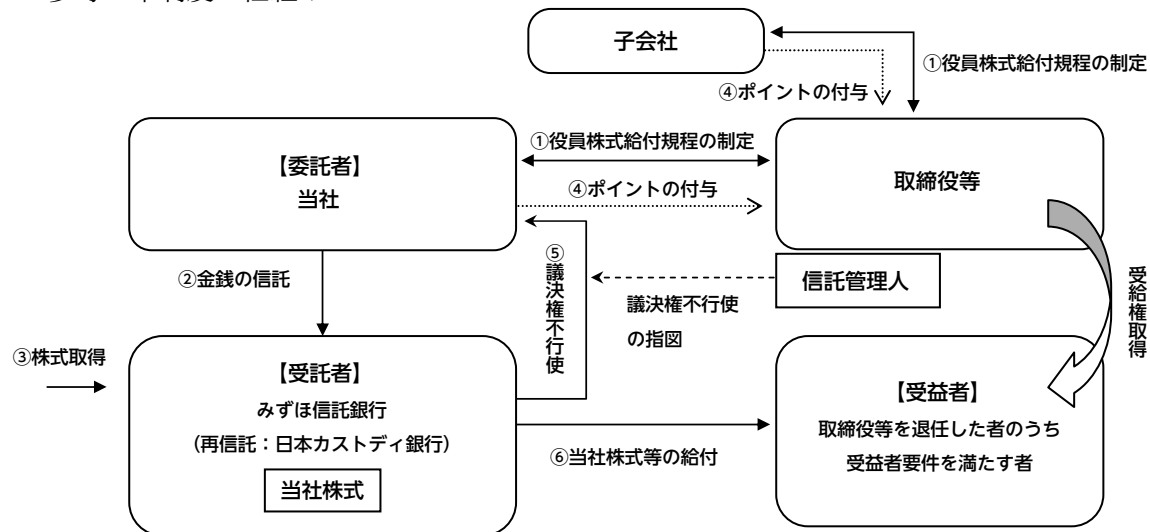 子会社
①役員株式給付規程の制定
④ポイントの付与
【委託者】
当社
①役員株式給付規程の制定
④ポイントの付与
取締役等
②金銭の信託
⑤議決権不行使
議決権不行使
の指図
信託管理人
受給権取得
③株式取得
【受託者】
みずほ信託銀行
(再信託:日本カストディ銀行)
当社株式
⑥当社株式等の給付
【受益者】
取締役等を退任した者のうち
受益者要件を満たす者